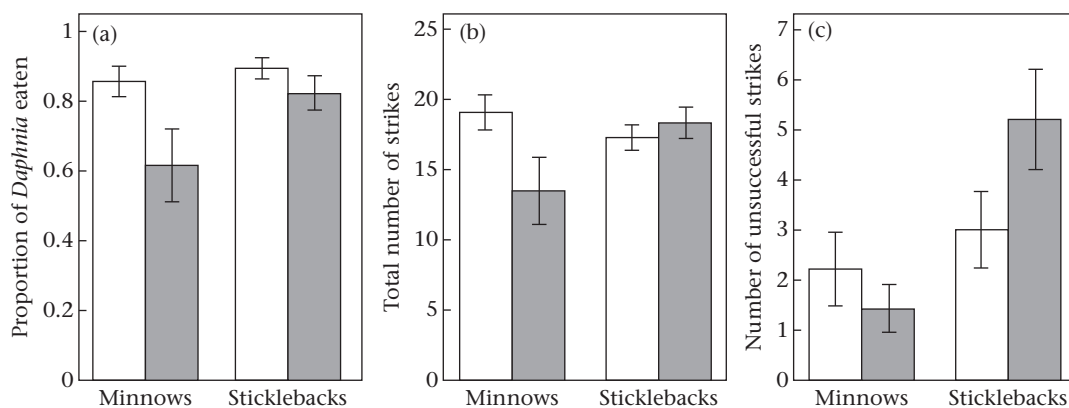 (a)
Proportion of Daphnia eaten
1
0.8
0.6
0.4
0.2
0
Minnows Sticklebacks
(b)
Total number of strikes
25
20
15
10
5
0
Minnows Sticklebacks
(c)
Number of unsuccessful strikes
7
6
5
4
3
2
1
0
Minnows Sticklebacks